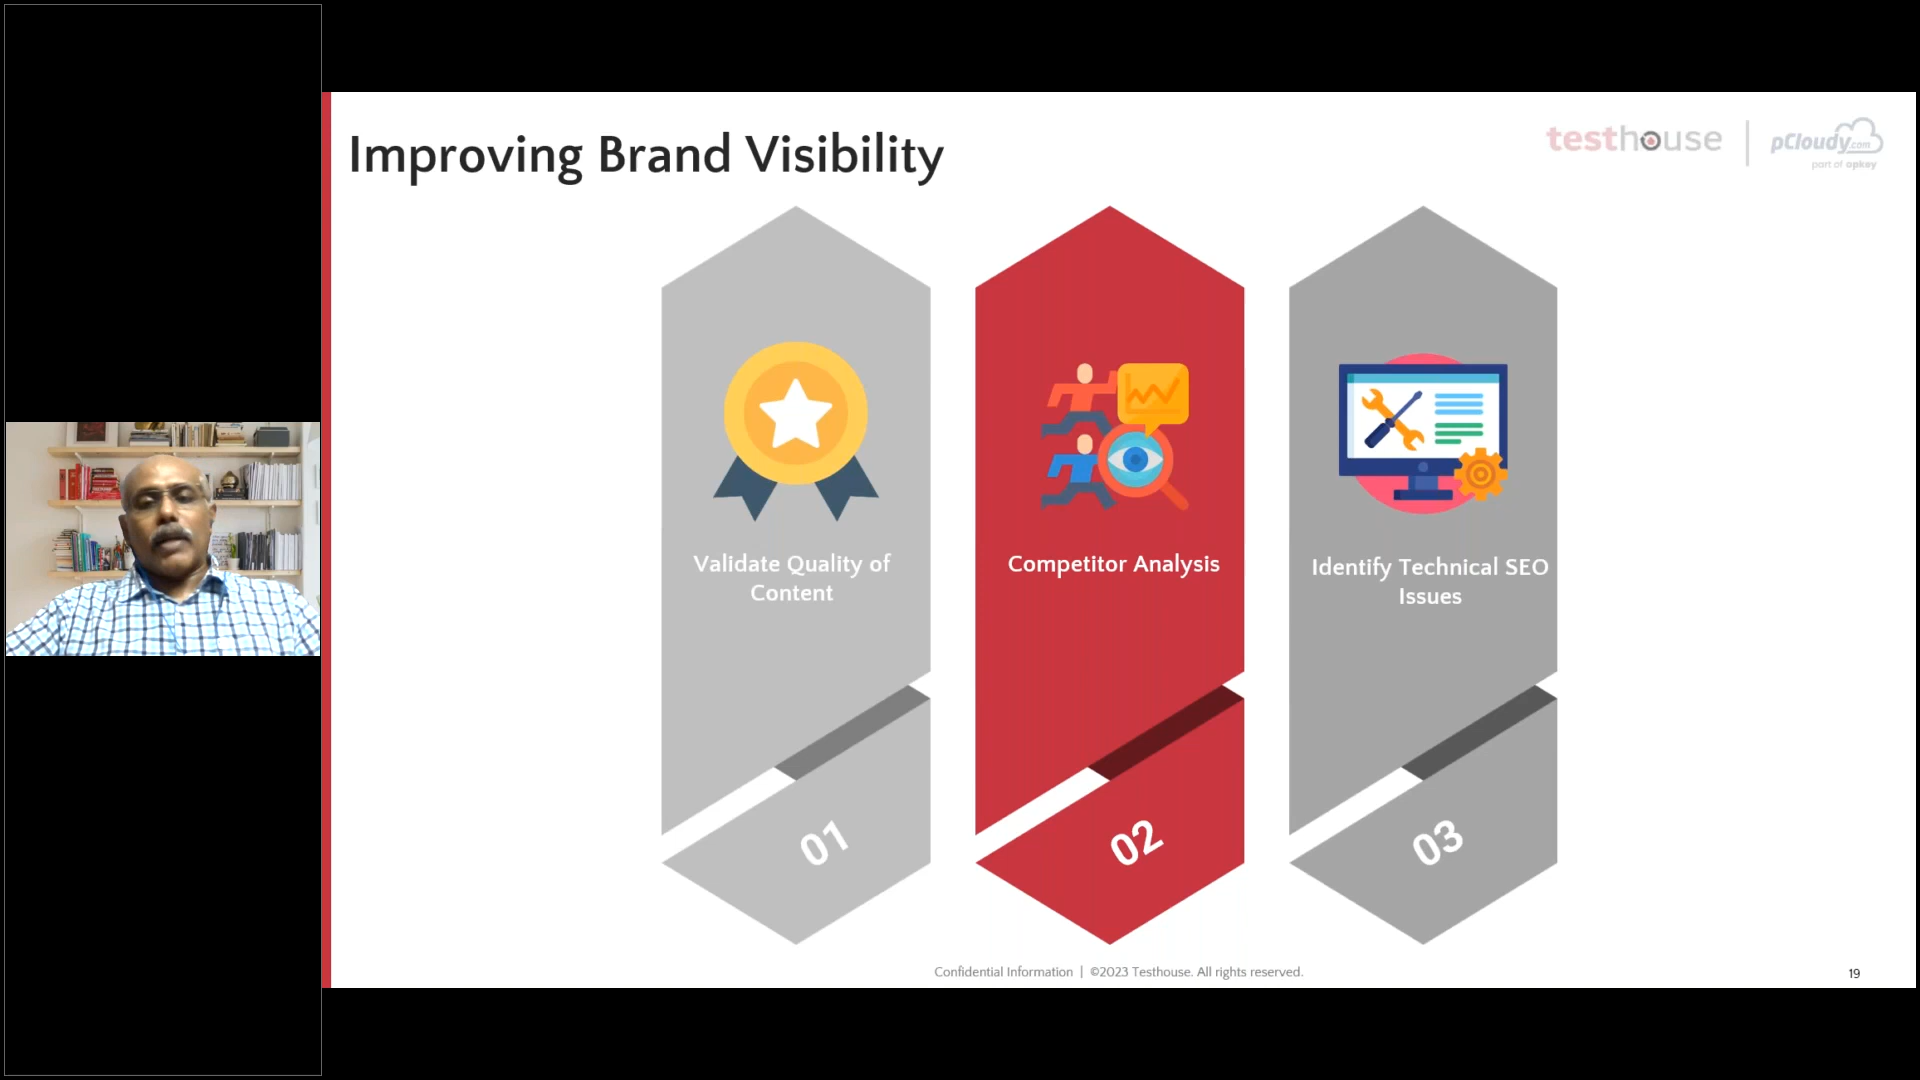 Improving Brand Visibility
testhouse
pCloudy.com
part of opkey
Validate Quality of
Content
Competitor Analysis
Identify Technical SEO
Issues
01
02
03
Confidential Information | ©2023 Testhouse. All rights reserved.
19